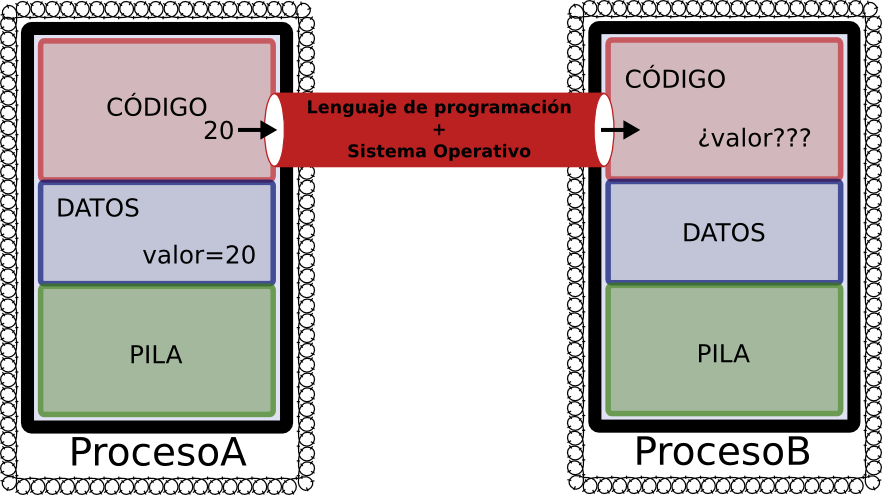 CÓDIGO
20
DATOS
valor=20
PILA
ProcesoA
Lenguaje de programación
+
Sistema Operativo
CÓDIGO
¿valor???
DATOS
PILA
ProcesoB